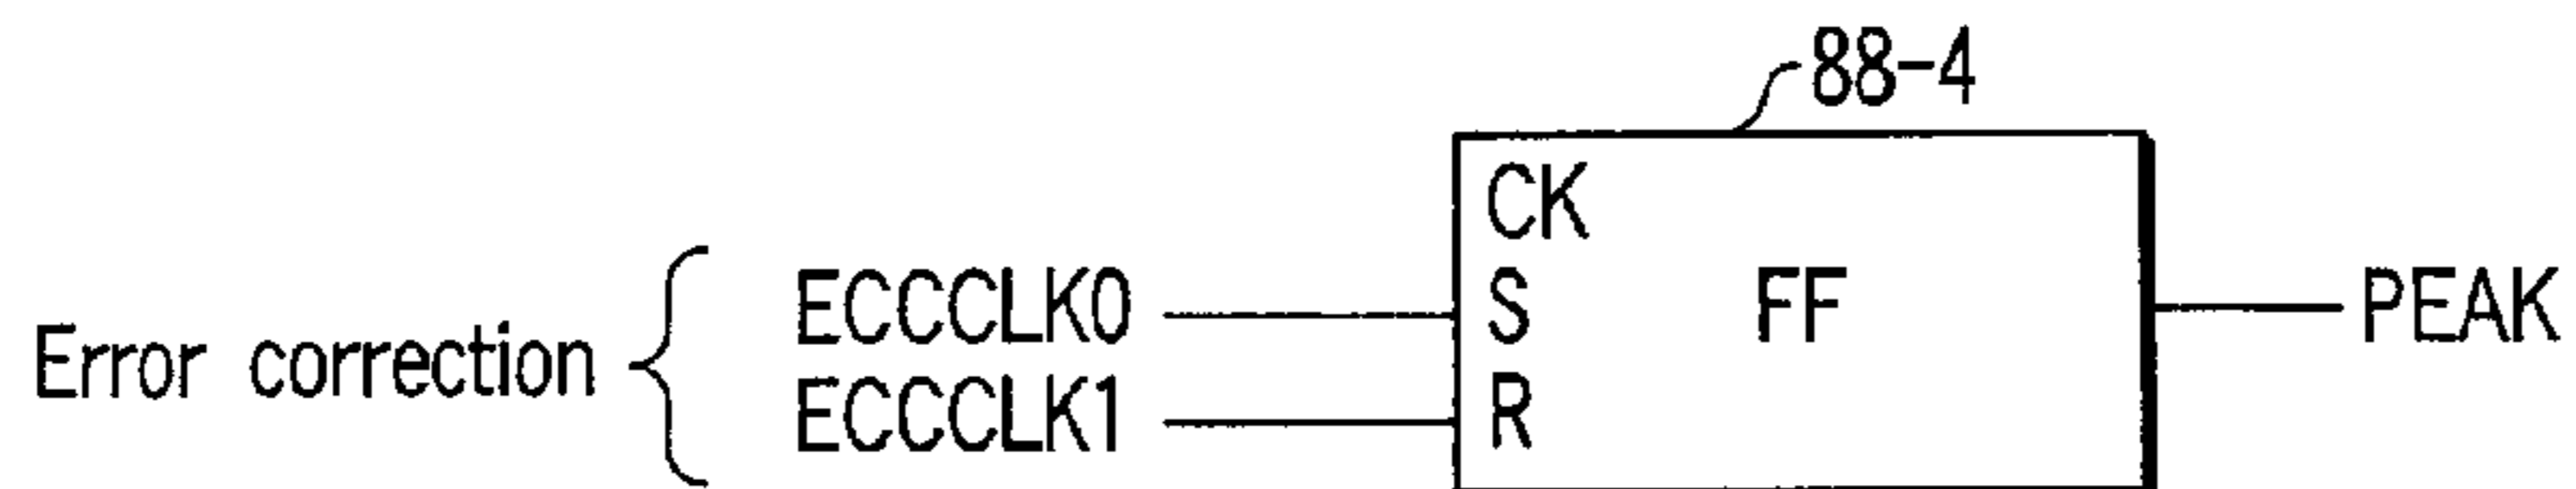 88-4
CK
ECCCLK0 S FF PEAK
Error correction
ECCCLK1 R